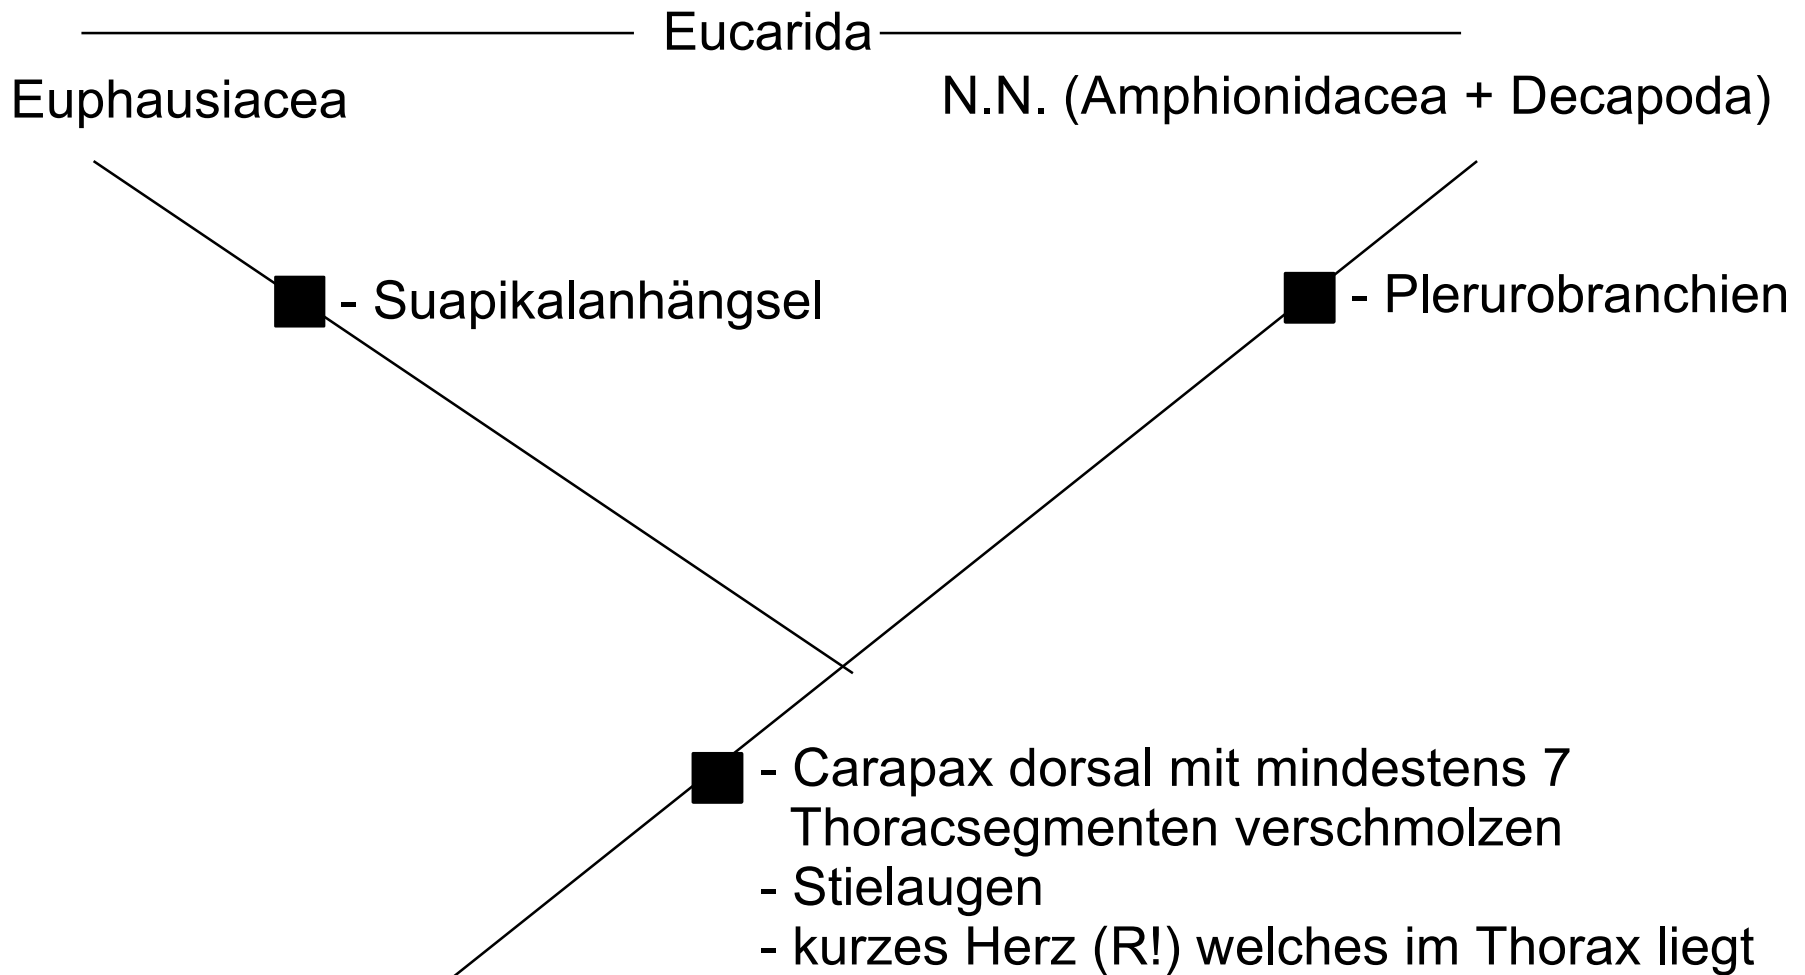 Eucarida
Euphausiacea
N.N. (Amphionidacea + Decapoda)
- Suapikalanhängsel
- Plerurobranchien
- Carapax dorsal mit mindestens 7
Thoracsegmenten verschmolzen
- Stielaugen
- kurzes Herz (R!) welches im Thorax liegt